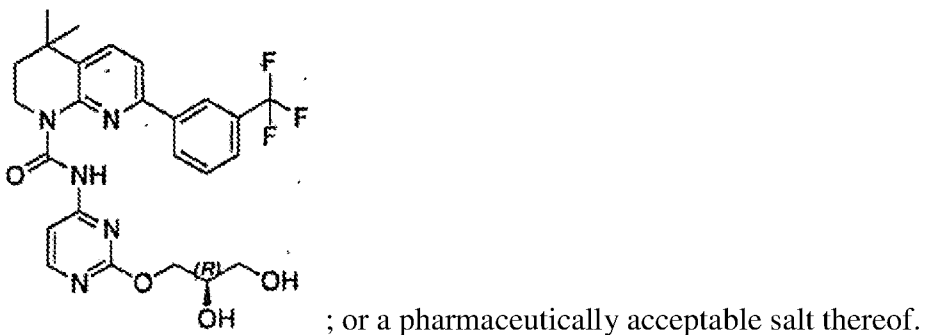 F
F
F
N
N
O
NH
N
N
O
(R)
OH
OH
; or a pharmaceutically acceptable salt thereof.